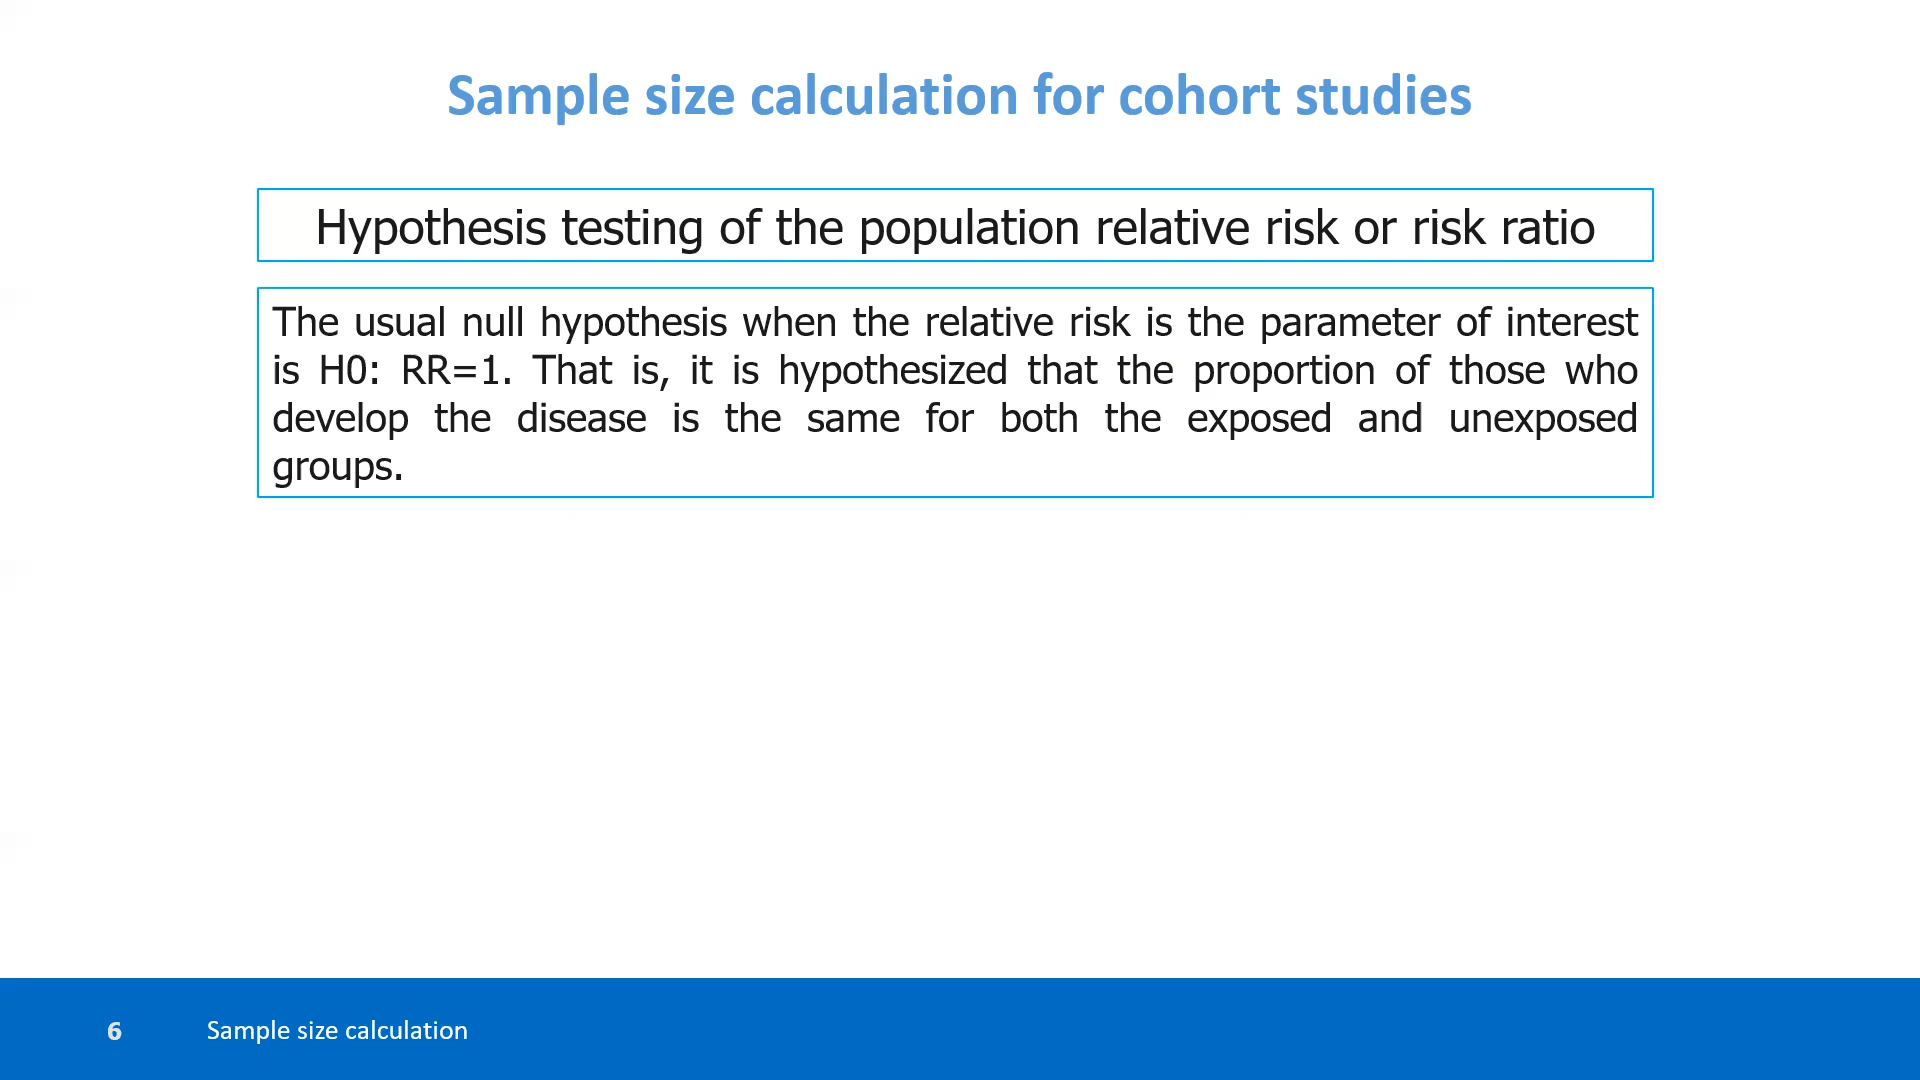 Sample size calculation for cohort studies
Hypothesis testing of the population relative risk or risk ratio
The usual null hypothesis when the relative risk is the parameter of interest
is H0: RR=1. That is, it is hypothesized that the proportion of those who
develop the disease is the same for both the exposed and unexposed
groups.
6 Sample size calculation